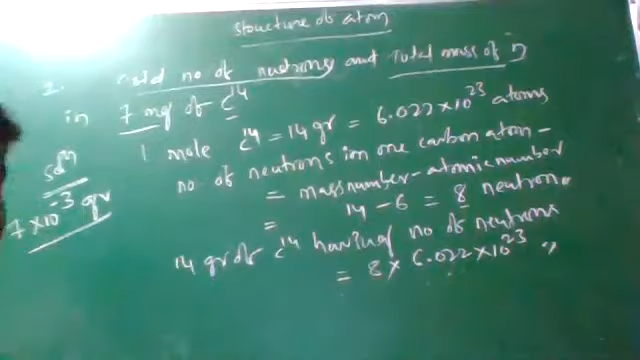 structure of atom
2. no of neutrons and Total mass of n
in 7 mg of C14
Soln 1 mole C14 = 14 gr = 6.022×10^23 atoms
7×10^-3 gr no of neutrons in one carbon atom -
= mass number - atomic number
= 14 - 6 = 8 neutron
14 gr of C14 having no of neutrons
= 8 × 6.022×10^23 "